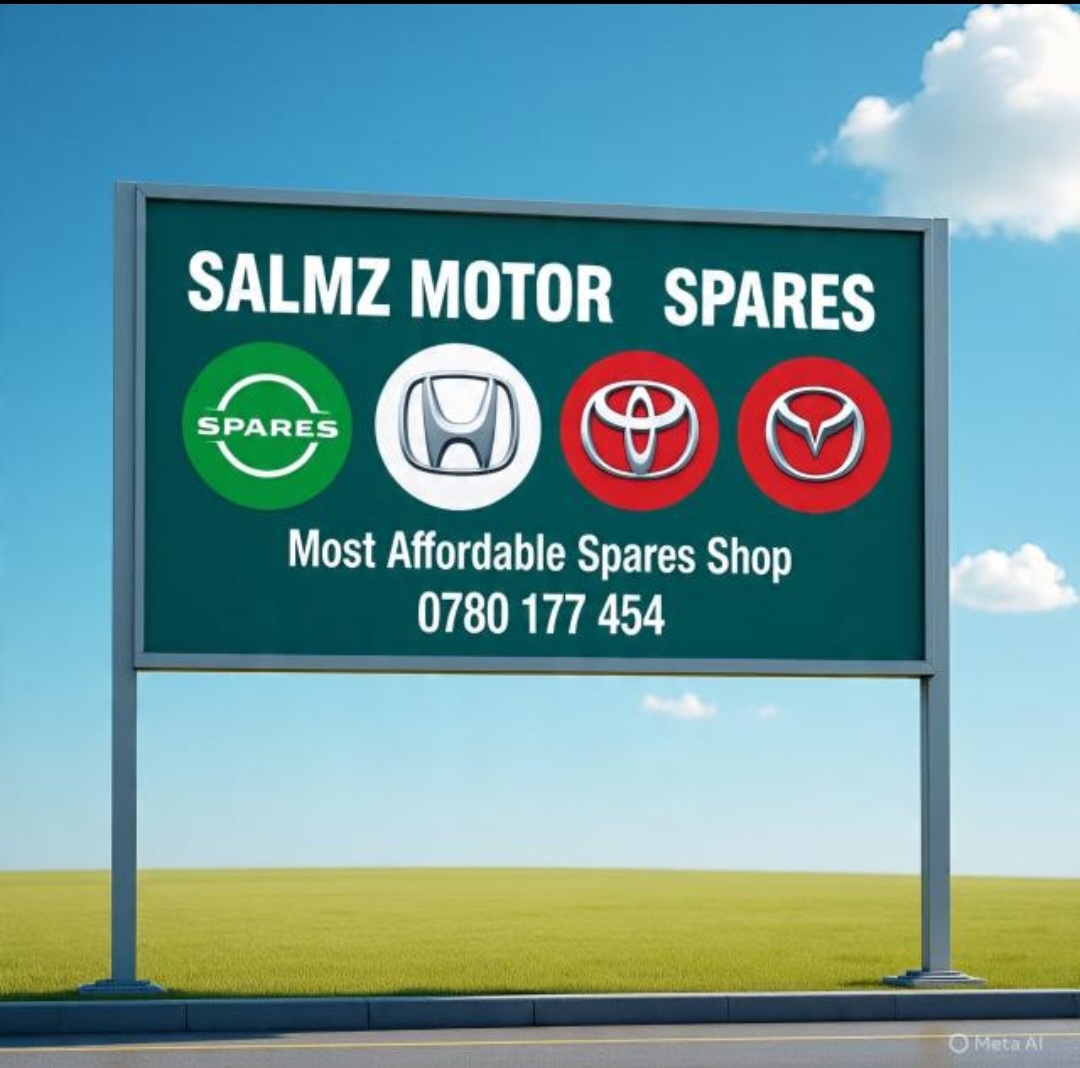 SALMZ MOTOR SPARES
SPARES
Most Affordable Spares Shop
0780 177 454
Meta AI